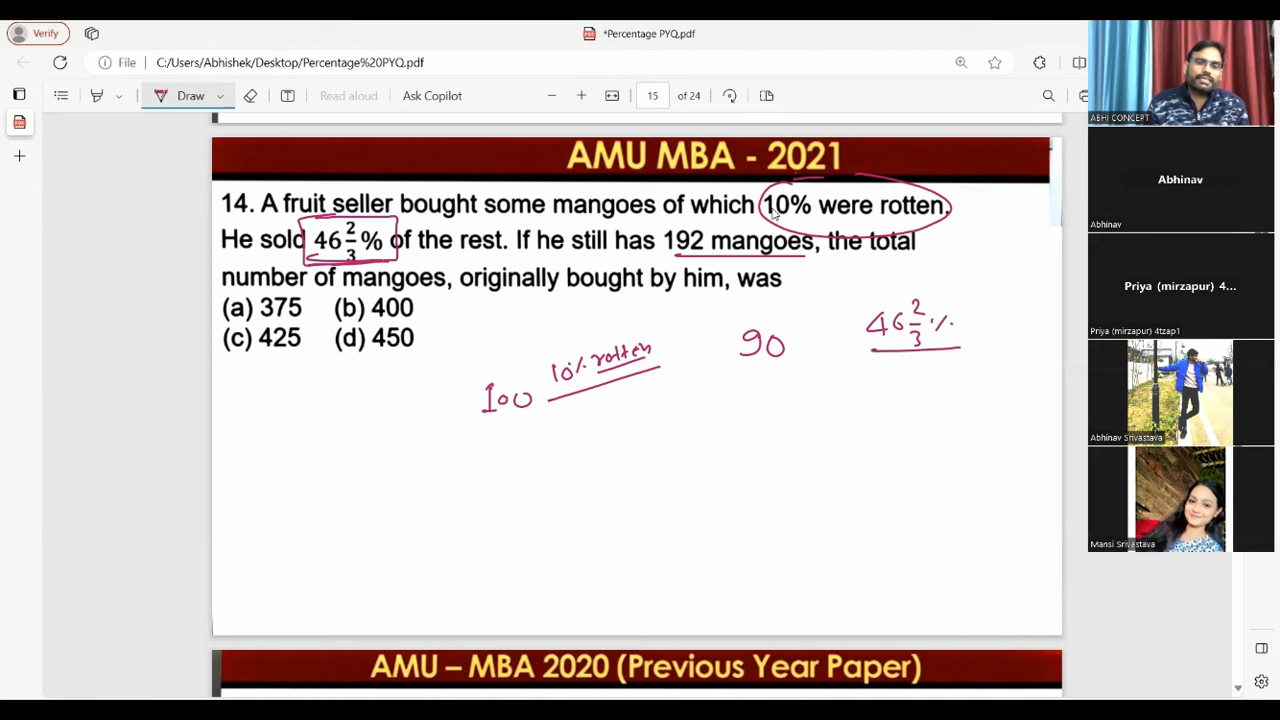 Verify
*Percentage PYQ.pdf
File C:/Users/Abhishek/Desktop/Percentage%20PYQ.pdf
Draw Read aloud Ask Copilot 15 of 24
AMU MBA - 2021
14. A fruit seller bought some mangoes of which 10% were rotten.
He sold 46 2/3 % of the rest. If he still has 192 mangoes, the total
number of mangoes, originally bought by him, was
(a) 375 (b) 400
(c) 425 (d) 450
100 10% rotten 90 46 2/3 %
AMU – MBA 2020 (Previous Year Paper)
ABHI CONCEPT
Abhinav
Abhinav
Priya (mirzapur) 4...
Priya (mirzapur) 4tzap1
Abhinav Srivastava
Mansi Srivastava